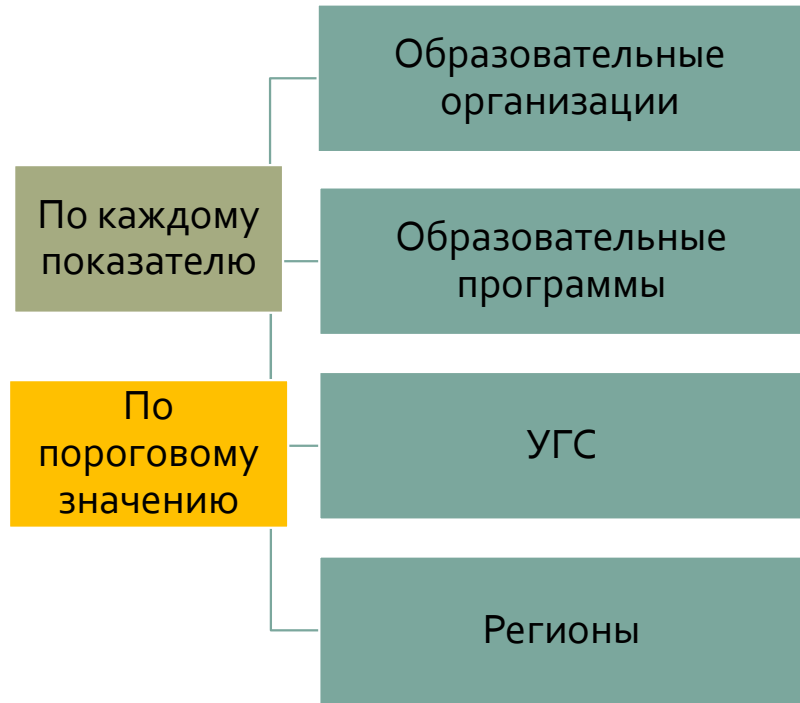 По каждому
показателю
По
пороговому
значению
Образовательные
организации
Образовательные
программы
УГС
Регионы